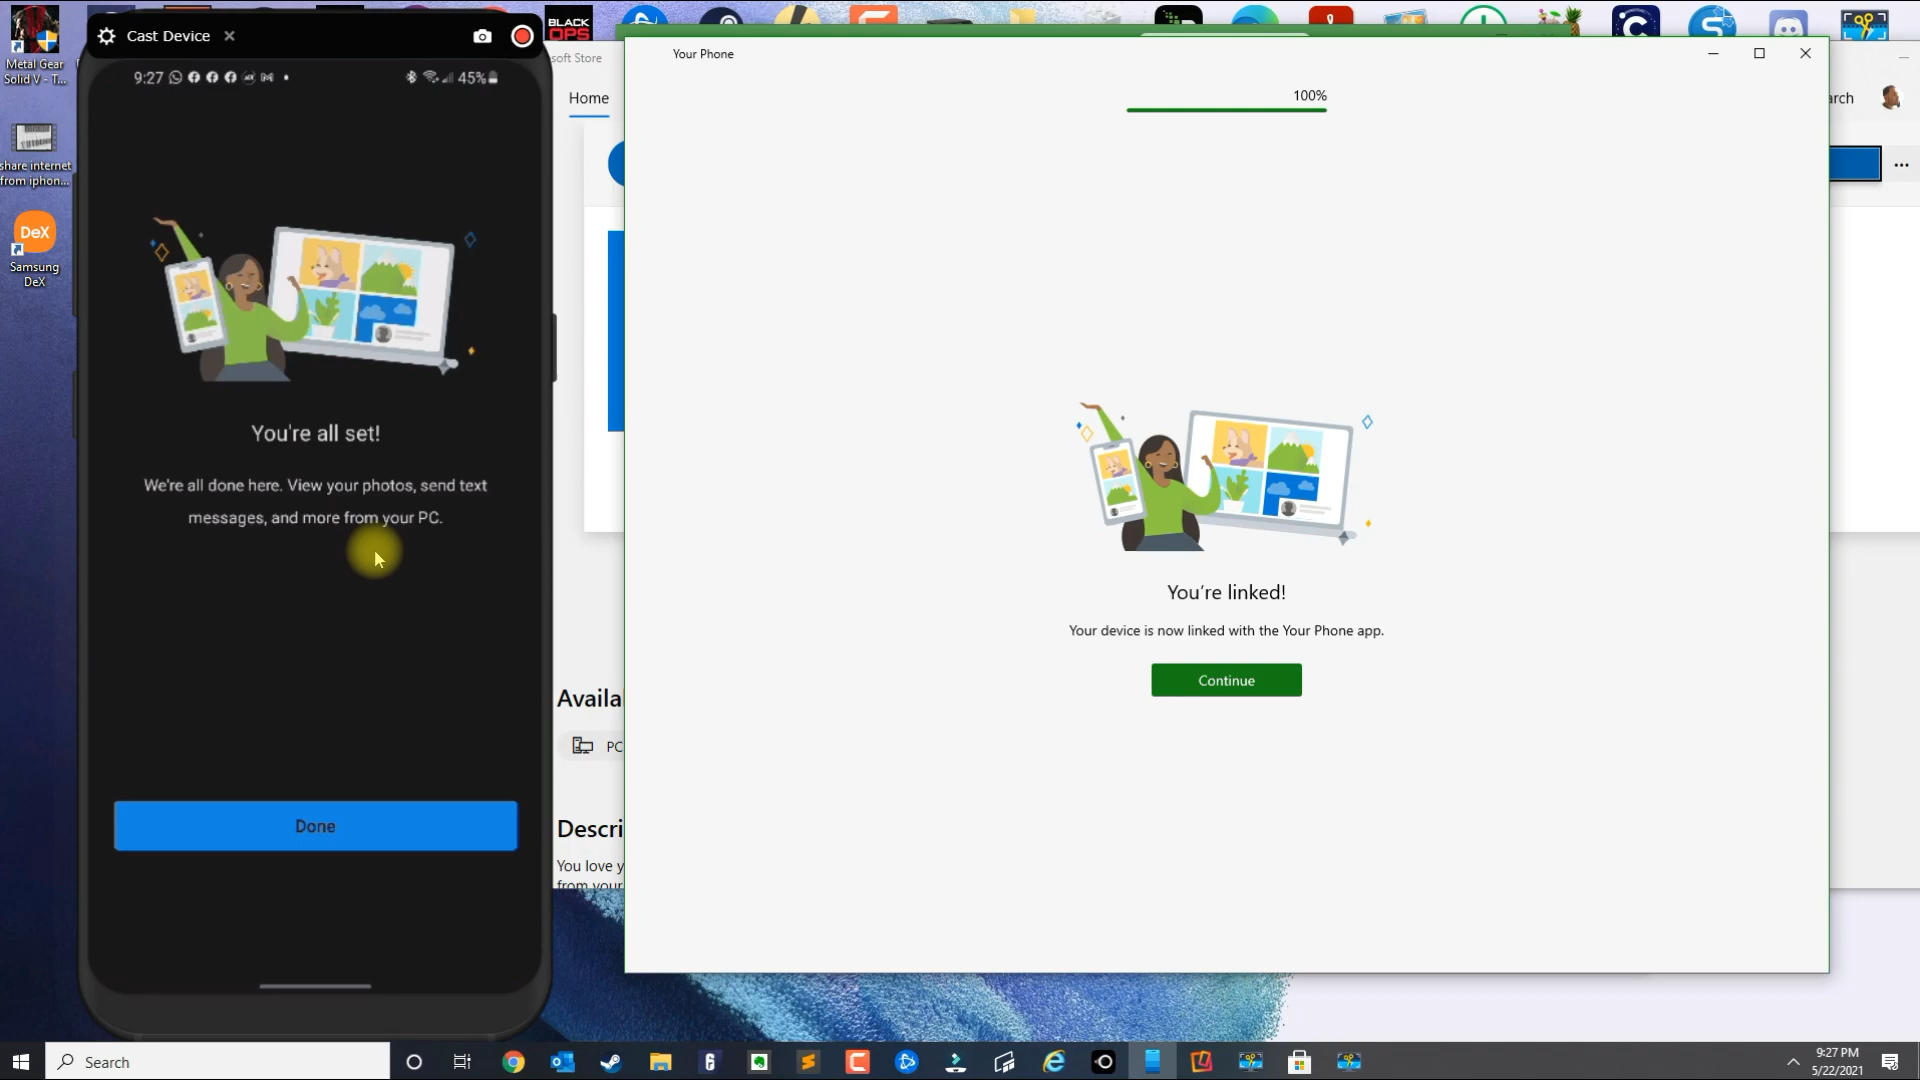 Metal Gear
Solid V - T...
share internet
from iphon...
DeX
Samsung
DeX
BLACK
OPS
Cast Device
9:27
45%
You're all set!
We're all done here. View your photos, send text
messages, and more from your PC.
Done
soft Store
Home
arch
Availa
PC
Descri
You love y
from your
Your Phone
100%
You're linked!
Your device is now linked with the Your Phone app.
Continue
Search
9:27 PM
5/22/2021